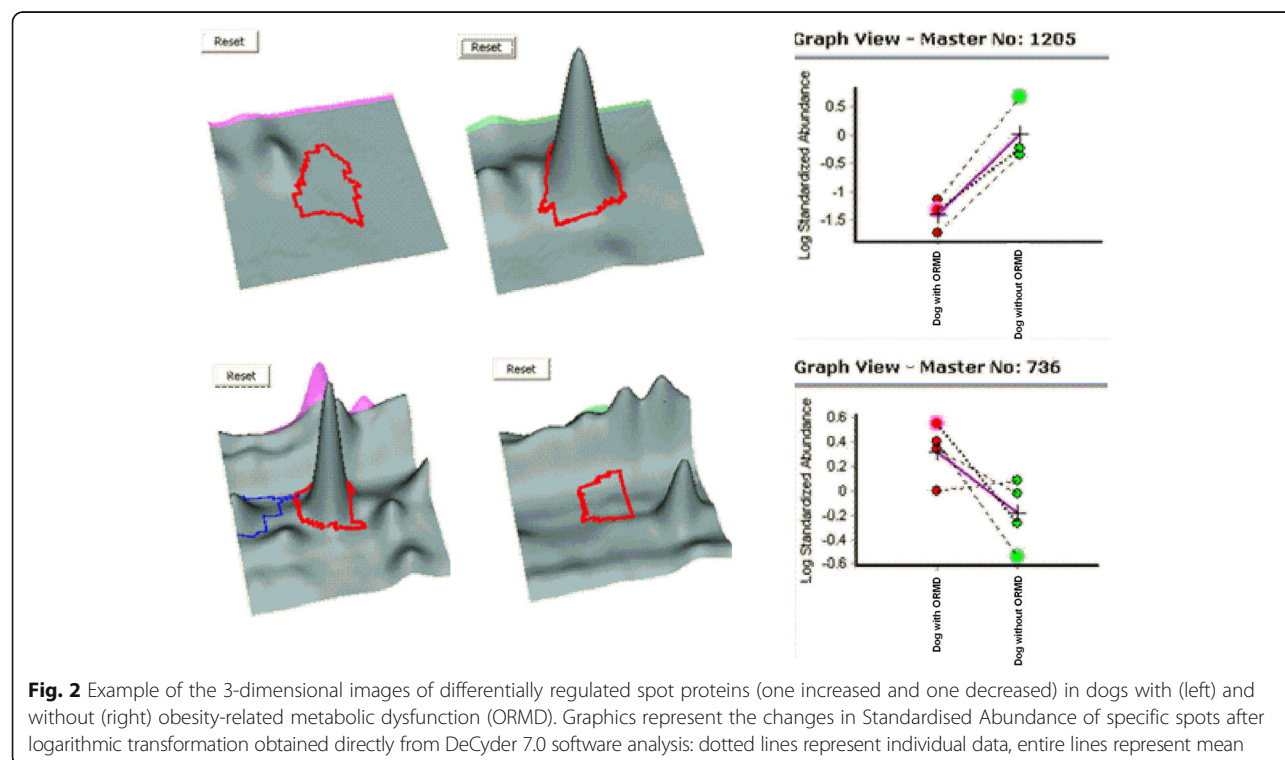 Reset
Reset
Graph View - Master No: 1205
Log Standardized Abundance
0.5
0
-0.5
-1
-1.5
Dog with ORMD
Dog without ORMD
Reset
Reset
Graph View - Master No: 736
Log Standardized Abundance
0.6
0.4
0.2
0
-0.2
-0.4
-0.6
Dog with ORMD
Dog without ORMD
Fig. 2 Example of the 3-dimensional images of differentially regulated spot proteins (one increased and one decreased) in dogs with (left) and
without (right) obesity-related metabolic dysfunction (ORMD). Graphics represent the changes in Standardised Abundance of specific spots after
logarithmic transformation obtained directly from DeCyder 7.0 software analysis: dotted lines represent individual data, entire lines represent mean